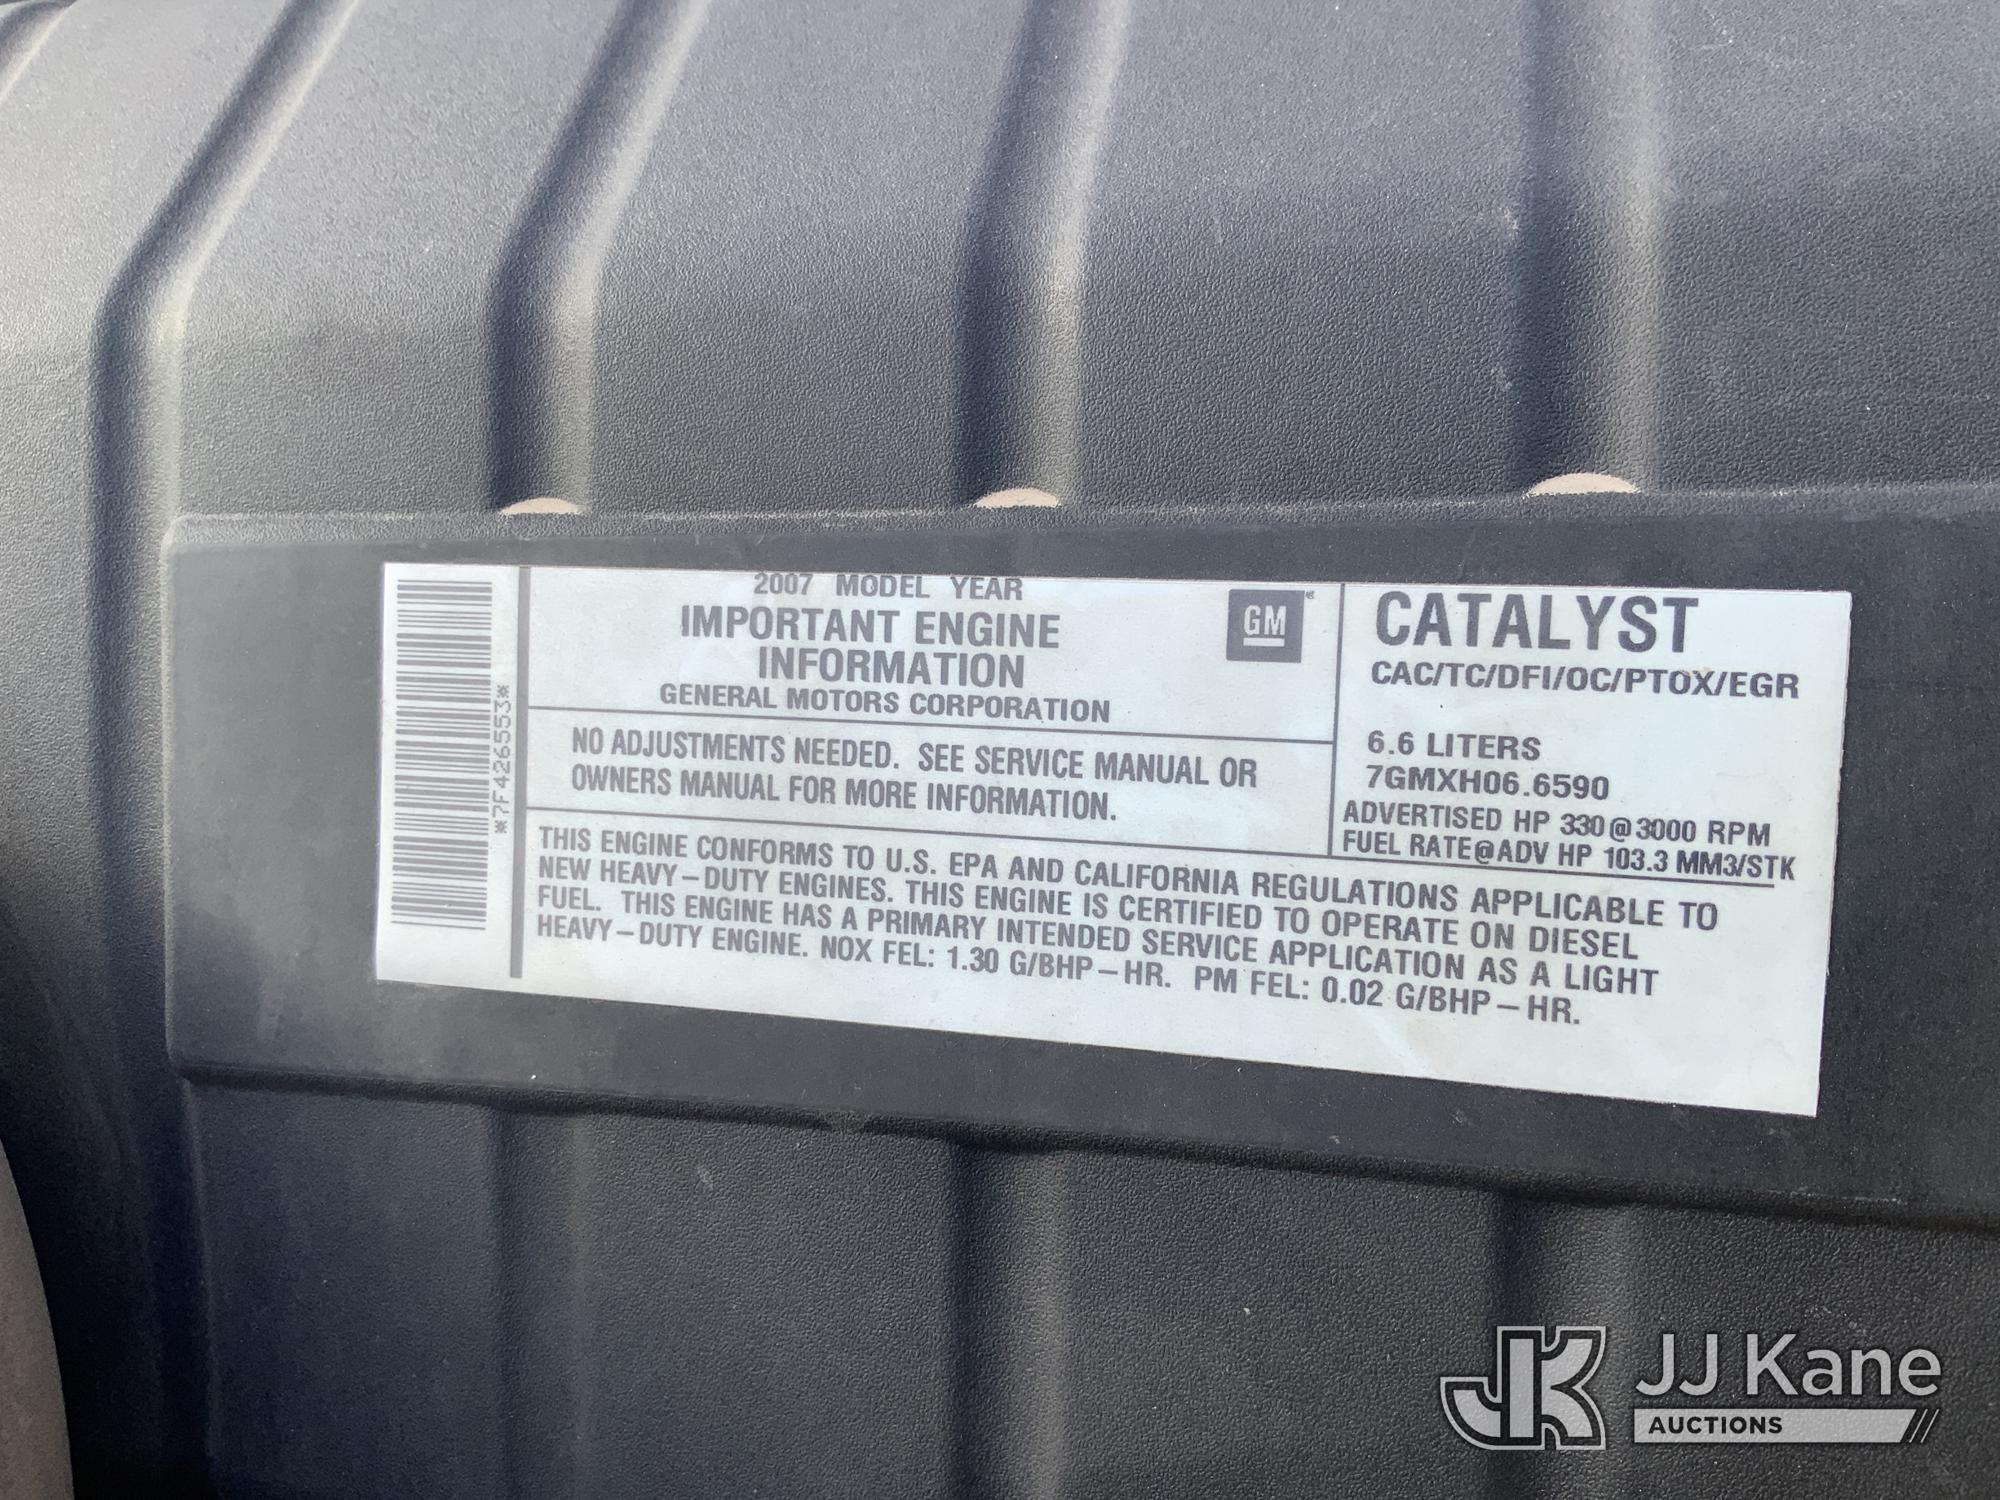 2007 MODEL YEAR
IMPORTANT ENGINE
INFORMATION
GENERAL MOTORS CORPORATION
GM
NO ADJUSTMENTS NEEDED. SEE SERVICE MANUAL OR
OWNERS MANUAL FOR MORE INFORMATION.
CATALYST
CAC/TC/DFI/OC/PTOX/EGR
6.6 LITERS
7GMXH06.6590
ADVERTISED HP 330@3000 RPM
FUEL RATE@ADV HP 103.3 MM3/STK
THIS ENGINE CONFORMS TO U.S. EPA AND CALIFORNIA REGULATIONS APPLICABLE TO
NEW HEAVY-DUTY ENGINES. THIS ENGINE IS CERTIFIED TO OPERATE ON DIESEL
FUEL. THIS ENGINE HAS A PRIMARY INTENDED SERVICE APPLICATION AS A LIGHT
HEAVY-DUTY ENGINE. NOX FEL: 1.30 G/BHP-HR. PM FEL: 0.02 G/BHP-HR.
*7F426553*
JK
JJ Kane
AUCTIONS